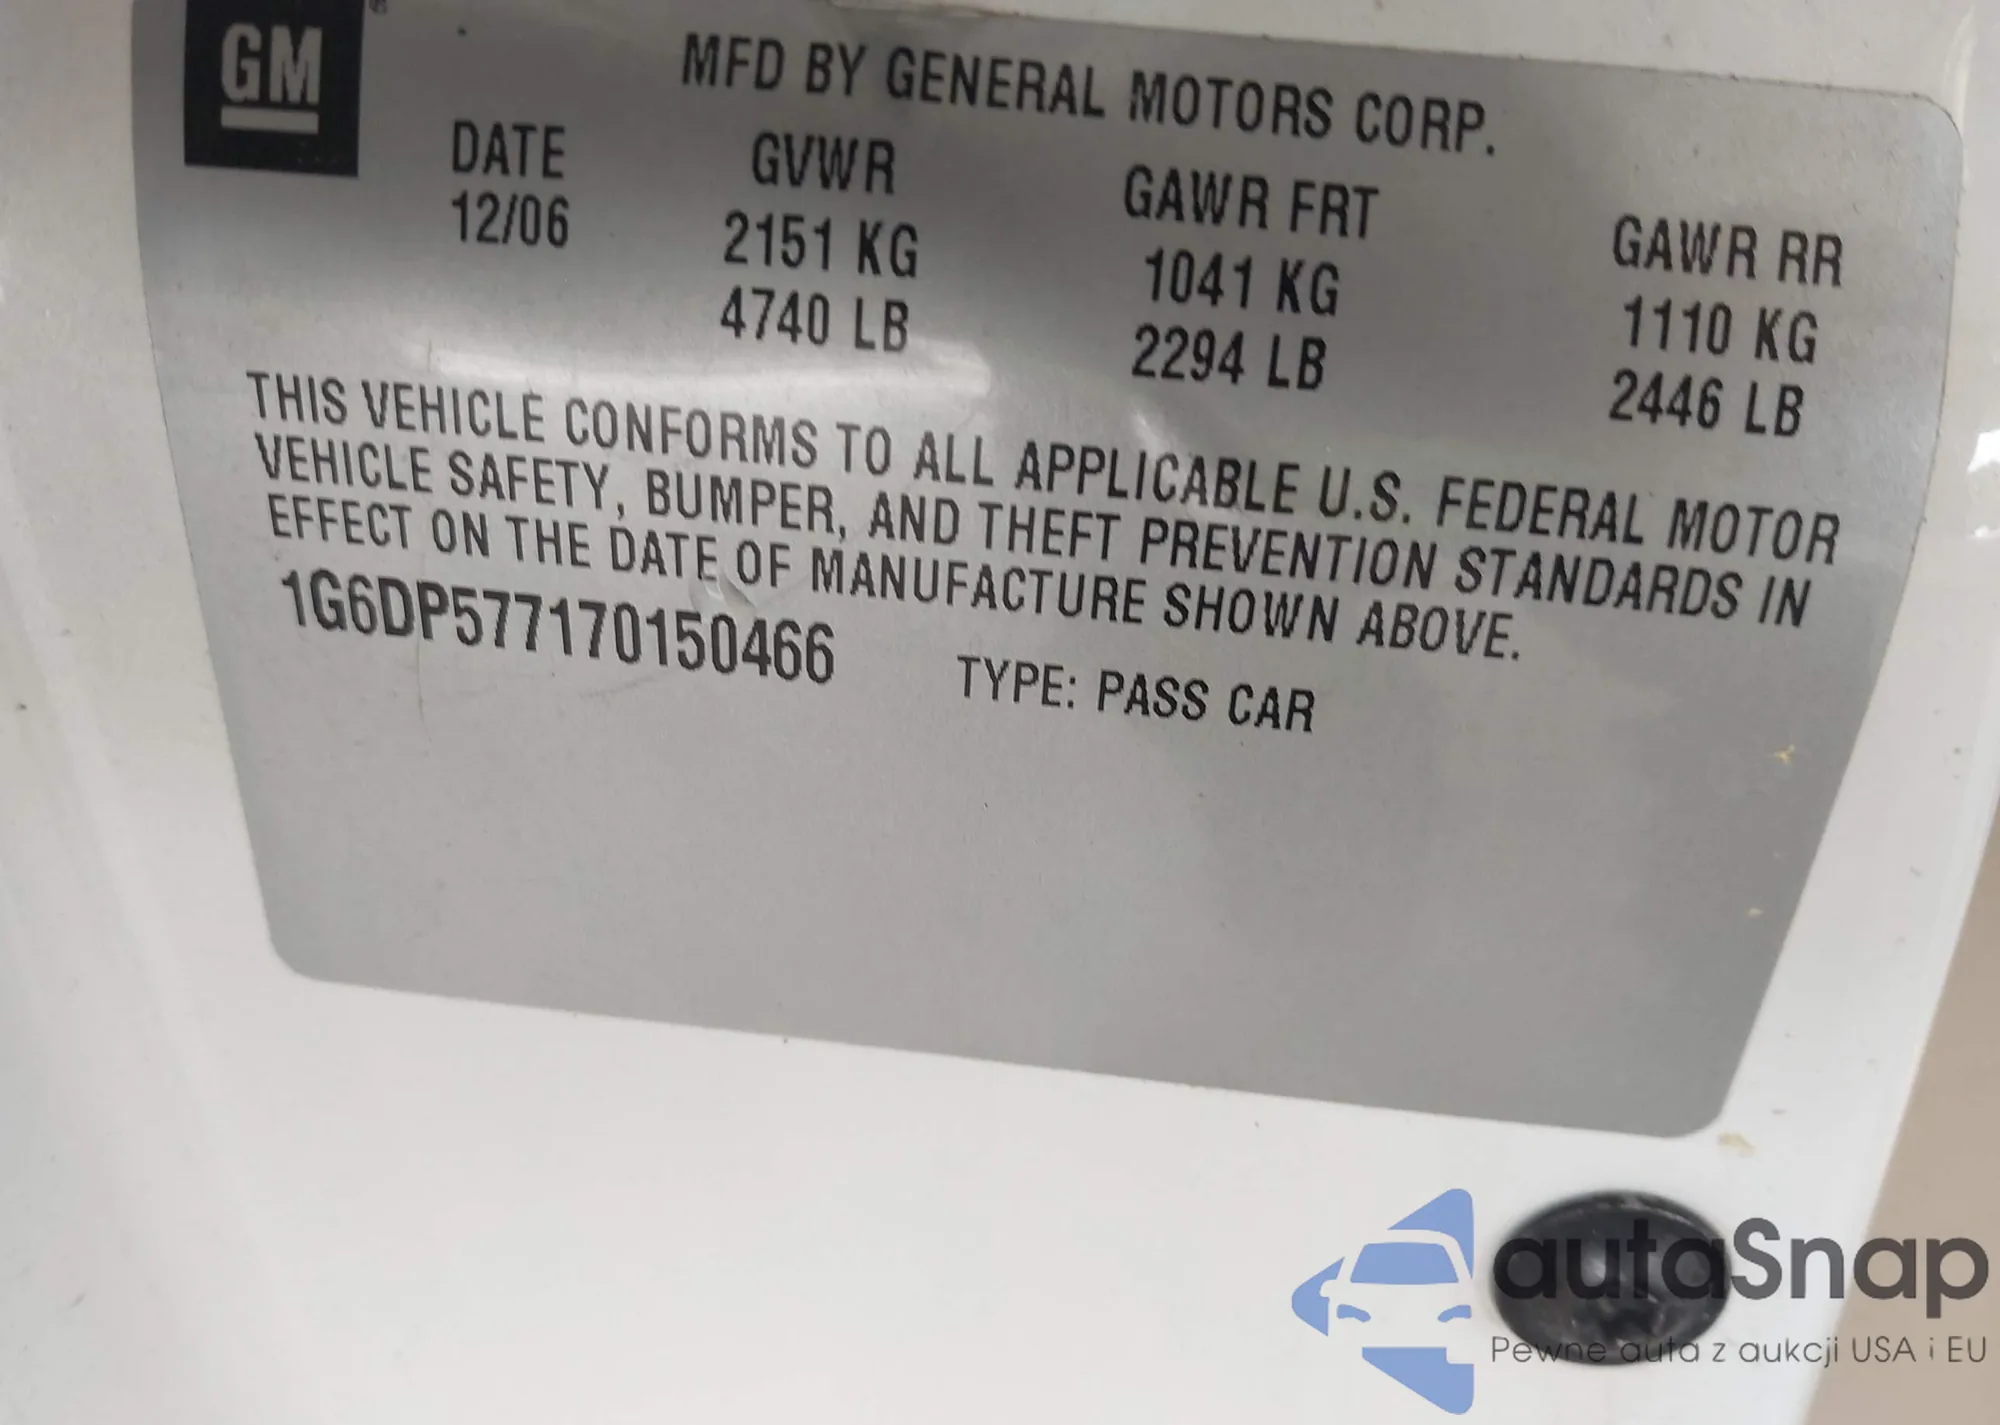 GM
MFD BY GENERAL MOTORS CORP.
DATE GVWR GAWR FRT GAWR RR
12/06 2151 KG 1041 KG 1110 KG
4740 LB 2294 LB 2446 LB
THIS VEHICLE CONFORMS TO ALL APPLICABLE U.S. FEDERAL MOTOR
VEHICLE SAFETY, BUMPER, AND THEFT PREVENTION STANDARDS IN
EFFECT ON THE DATE OF MANUFACTURE SHOWN ABOVE.
1G6DP577170150466 TYPE: PASS CAR
autaSnap
Pewne auta z aukcji USA i EU